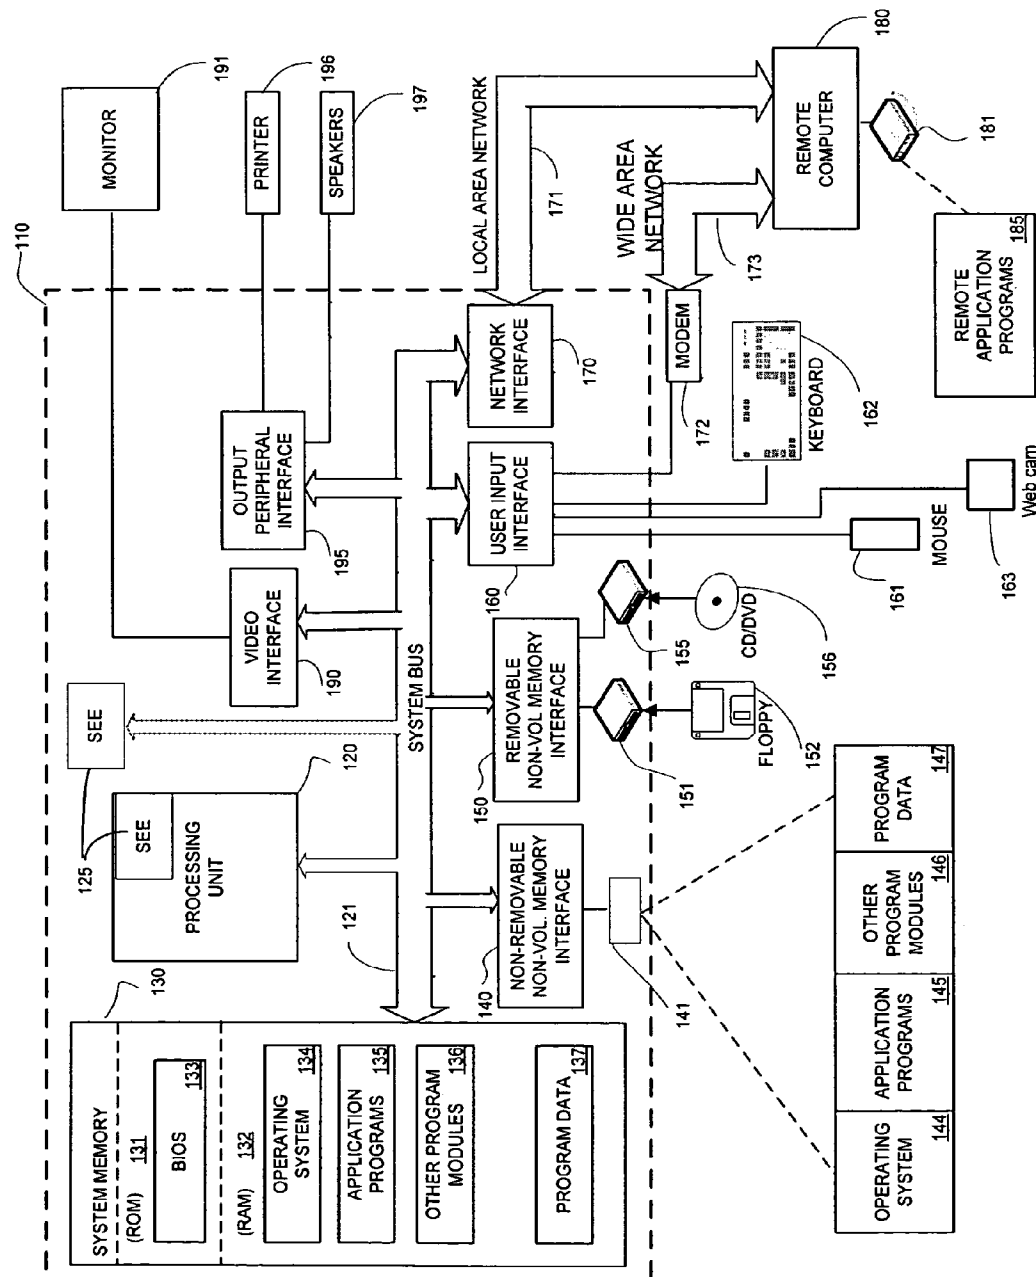 110
SYSTEM MEMORY
130
(ROM) 131
BIOS
133
(RAM) 132
OPERATING
SYSTEM
134
APPLICATION
PROGRAMS
135
OTHER PROGRAM
MODULES
136
PROGRAM DATA
137
125
SEE
SEE
PROCESSING
UNIT
120
121
SYSTEM BUS
VIDEO
INTERFACE
190
OUTPUT
PERIPHERAL
INTERFACE
195
MONITOR
191
PRINTER
196
SPEAKERS
197
NON-REMOVABLE
NON-VOL. MEMORY
INTERFACE
140
141
REMOVABLE
NON-VOL MEMORY
INTERFACE
150
151
155
FLOPPY
152
CD/DVD
156
USER INPUT
INTERFACE
160
NETWORK
INTERFACE
170
LOCAL AREA NETWORK
171
WIDE AREA
NETWORK
173
MODEM
172
KEYBOARD
162
MOUSE
161
Web cam
163
REMOTE
COMPUTER
180
181
REMOTE
APPLICATION
PROGRAMS
185
OPERATING
SYSTEM
144
APPLICATION
PROGRAMS
145
OTHER
PROGRAM
MODULES
146
PROGRAM
DATA
147